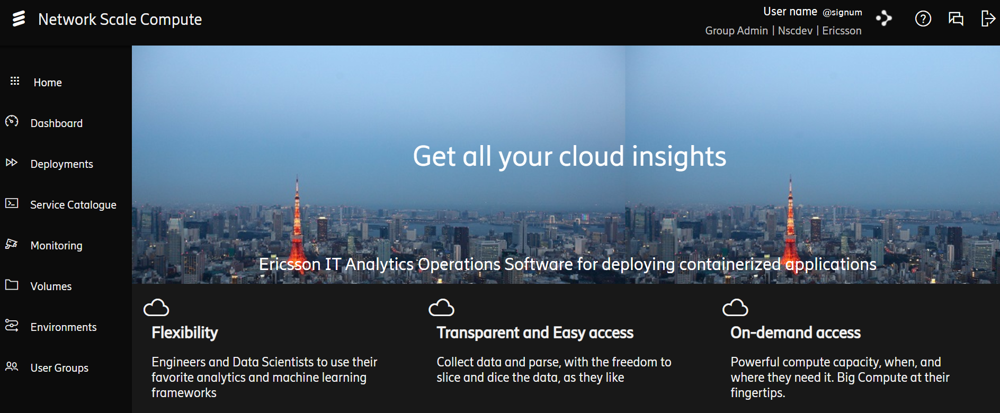 Network Scale Compute
User name @signum
Group Admin | Nscdev | Ericsson
Home
Dashboard
Deployments
Service Catalogue
Monitoring
Volumes
Environments
User Groups
Get all your cloud insights
Ericsson IT Analytics Operations Software for deploying containerized applications
Flexibility
Engineers and Data Scientists to use their
favorite analytics and machine learning
frameworks
Transparent and Easy access
Collect data and parse, with the freedom to
slice and dice the data, as they like
On-demand access
Powerful compute capacity, when, and
where they need it. Big Compute at their
fingertips.